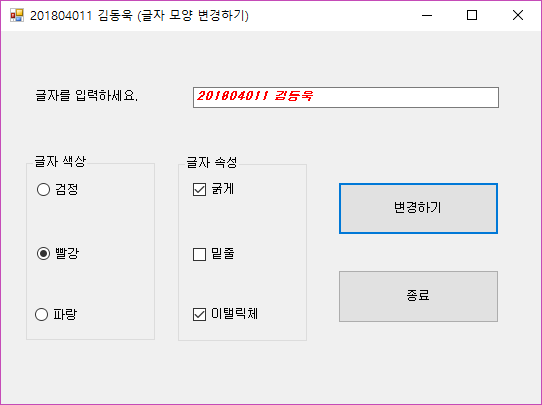 201804011 김동욱 (글자 모양 변경하기)
글자를 입력하세요.
201804011 김동욱
글자 색상
검정
빨강
파랑
글자 속성
굵게
밑줄
이탤릭체
변경하기
종료